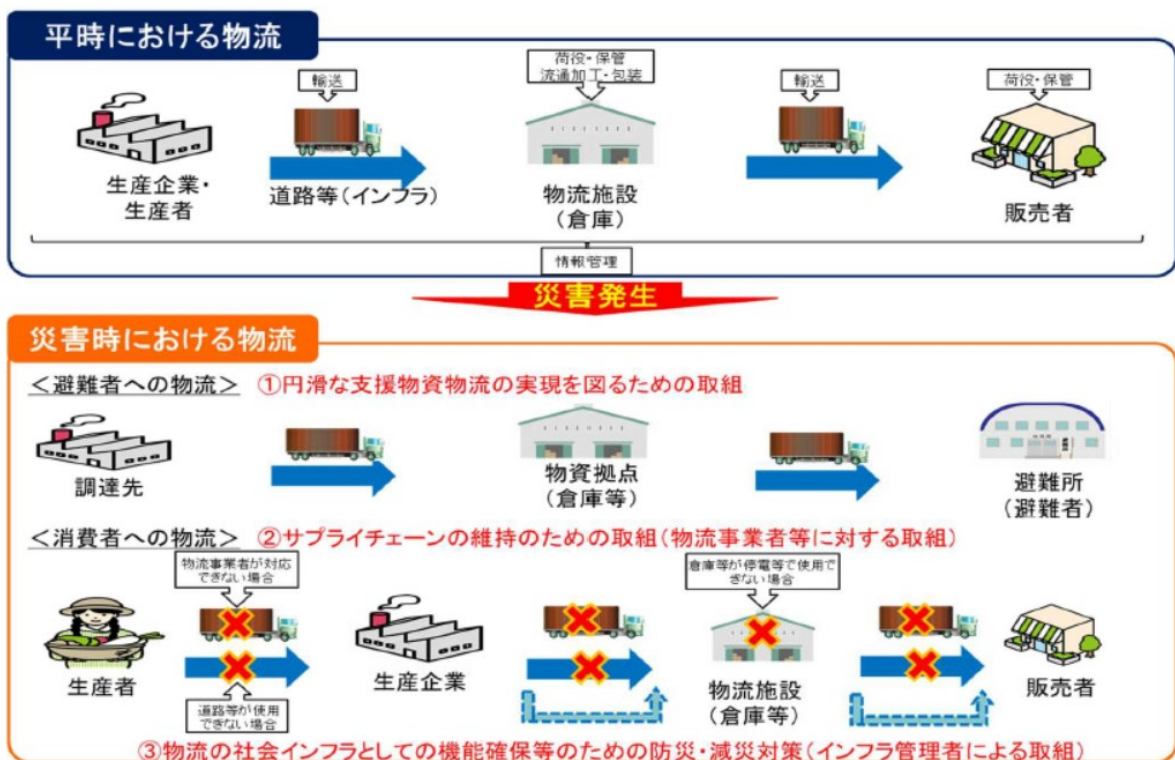 平時における物流
輸送
荷役・保管
流通加工・包装
輸送
荷役・保管
生産企業・
生産者
道路等(インフラ)
物流施設
(倉庫)
販売者
情報管理
災害発生
災害時における物流
<避難者への物流> ①円滑な支援物資物流の実現を図るための取組
調達先
物資拠点
(倉庫等)
避難所
(避難者)
<消費者への物流> ②サプライチェーンの維持のための取組(物流事業者等に対する取組)
物流事業者が対応
できない場合
倉庫等が停電等で使用で
きない場合
生産者
生産企業
物流施設
(倉庫等)
販売者
道路等が使用
できない場合
③物流の社会インフラとしての機能確保等のための防災・減災対策(インフラ管理者による取組)